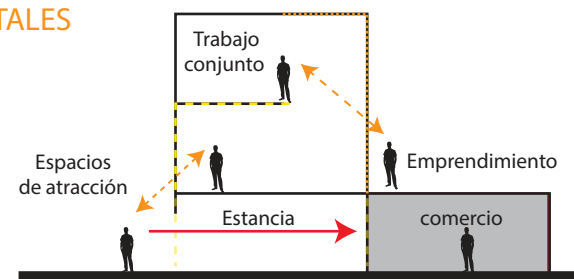 TALES
Trabajo
conjunto
Espacios
de atracción
Emprendimiento
Estancia
comercio